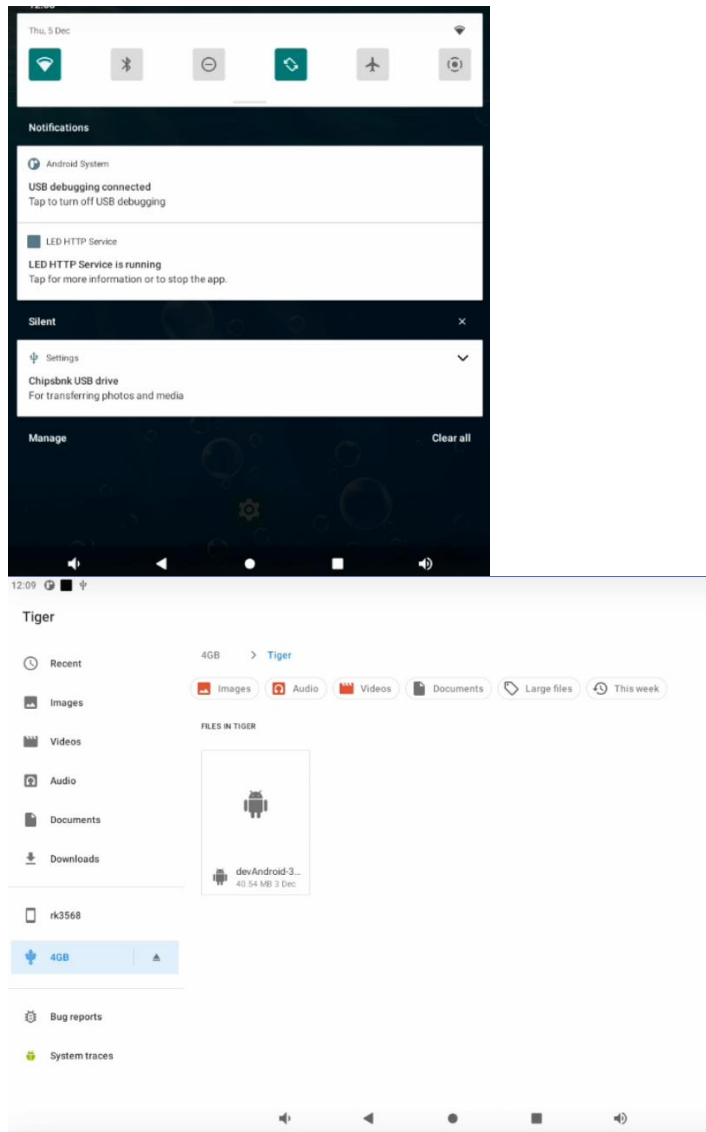 Thu, 5 Dec
Notifications
Android System
USB debugging connected
Tap to turn off USB debugging
LED HTTP Service
LED HTTP Service is running
Tap for more information or to stop the app.
Silent
Settings
Chipsbnk USB drive
For transferring photos and media
Manage Clear all
12:09
Tiger
4GB > Tiger
Recent
Images Audio Videos Documents Large files This week
Images
FILES IN TIGER
Videos
Audio
Documents
Downloads
devAndroid-3...
40.54 MB 3 Dec
rk3568
4GB
Bug reports
System traces